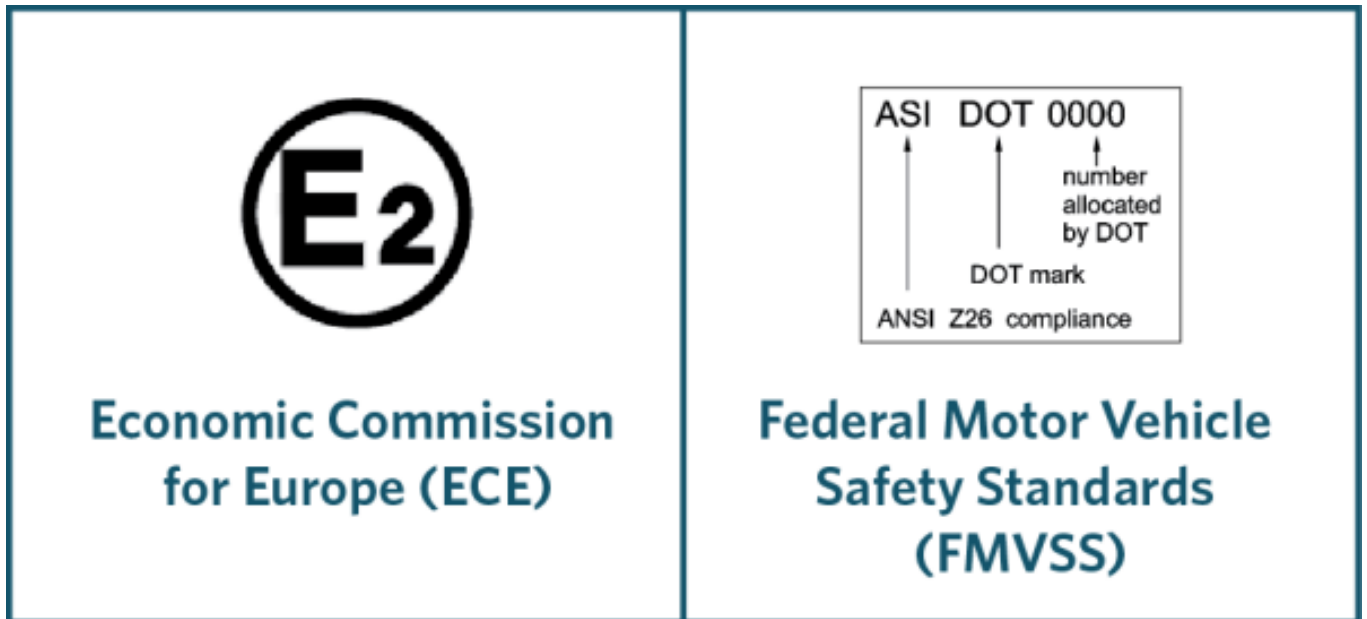 E2
Economic Commission
for Europe (ECE)
ASI DOT 0000
number
allocated
by DOT
DOT mark
ANSI Z26 compliance
Federal Motor Vehicle
Safety Standards
(FMVSS)